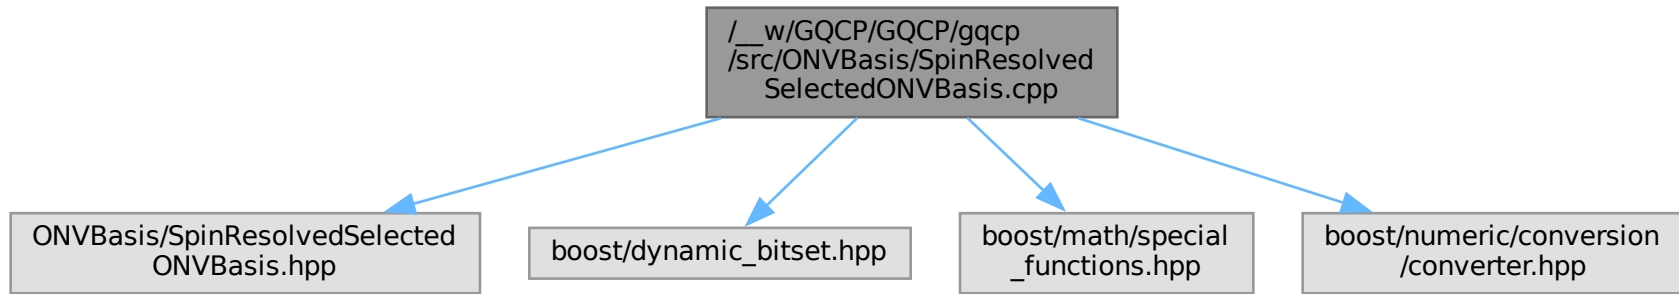 /__w/GQCP/GQCP/gqcp
/src/ONVBasis/SpinResolved
SelectedONVBasis.cpp
ONVBasis/SpinResolvedSelected
ONVBasis.hpp
boost/dynamic_bitset.hpp
boost/math/special
_functions.hpp
boost/numeric/conversion
/converter.hpp